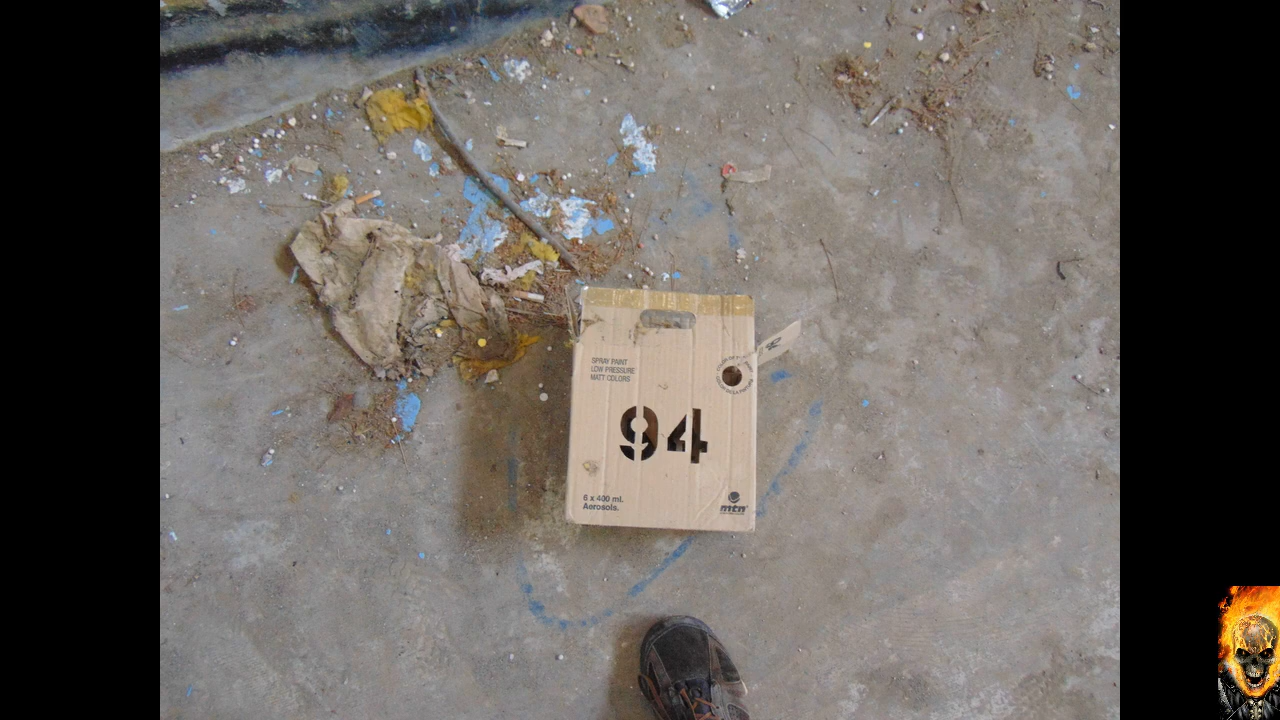 SPRAY PAINT
LOW PRESSURE
MATT COLORS
94
6 x 400 ml.
Aerosols.
mtn